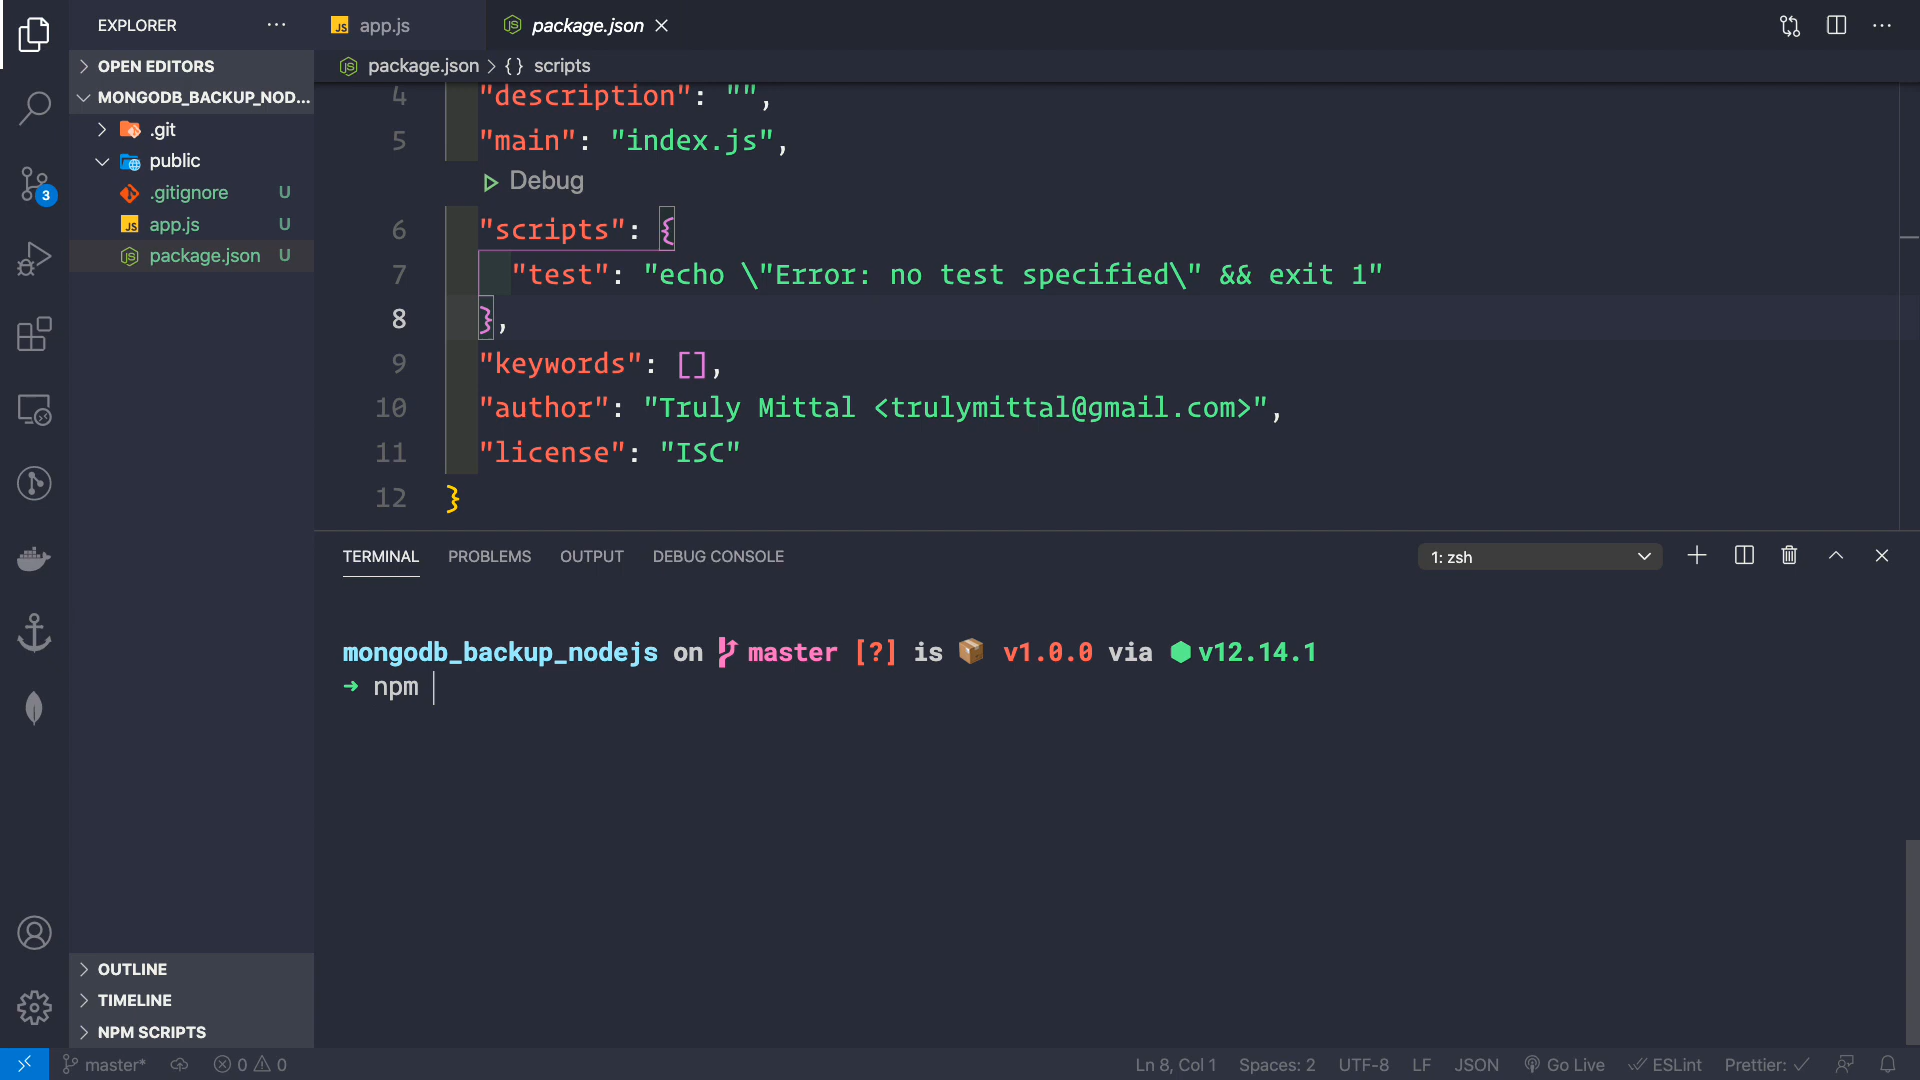 EXPLORER
app.js
package.json
OPEN EDITORS
MONGODB_BACKUP_NOD...
.git
public
.gitignore U
app.js U
package.json U
package.json > {} scripts
4 "description": "",
5 "main": "index.js",
Debug
6 "scripts": {
7 "test": "echo \"Error: no test specified\" && exit 1"
8 },
9 "keywords": [],
10 "author": "Truly Mittal <trulymittal@gmail.com>",
11 "license": "ISC"
12 }
3
TERMINAL PROBLEMS OUTPUT DEBUG CONSOLE
1: zsh
mongodb_backup_nodejs on master [?] is 📦 v1.0.0 via ⬢ v12.14.1
➜ npm
OUTLINE
TIMELINE
NPM SCRIPTS
master* 0 0
Ln 8, Col 1 Spaces: 2 UTF-8 LF JSON Go Live ESLint Prettier: ✓